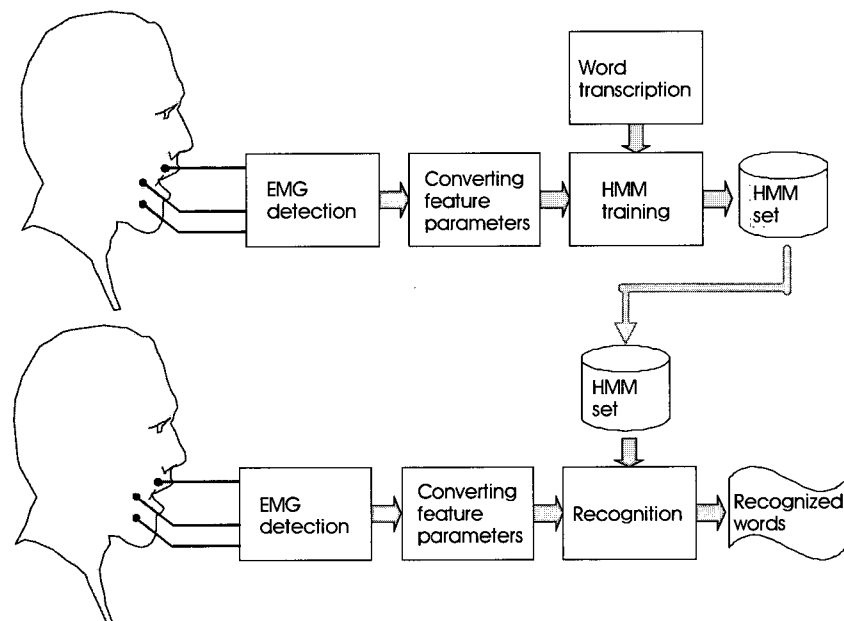 Word
transcription
EMG
detection
Converting
feature
parameters
HMM
training
HMM
set
HMM
set
EMG
detection
Converting
feature
parameters
Recognition
Recognized
words